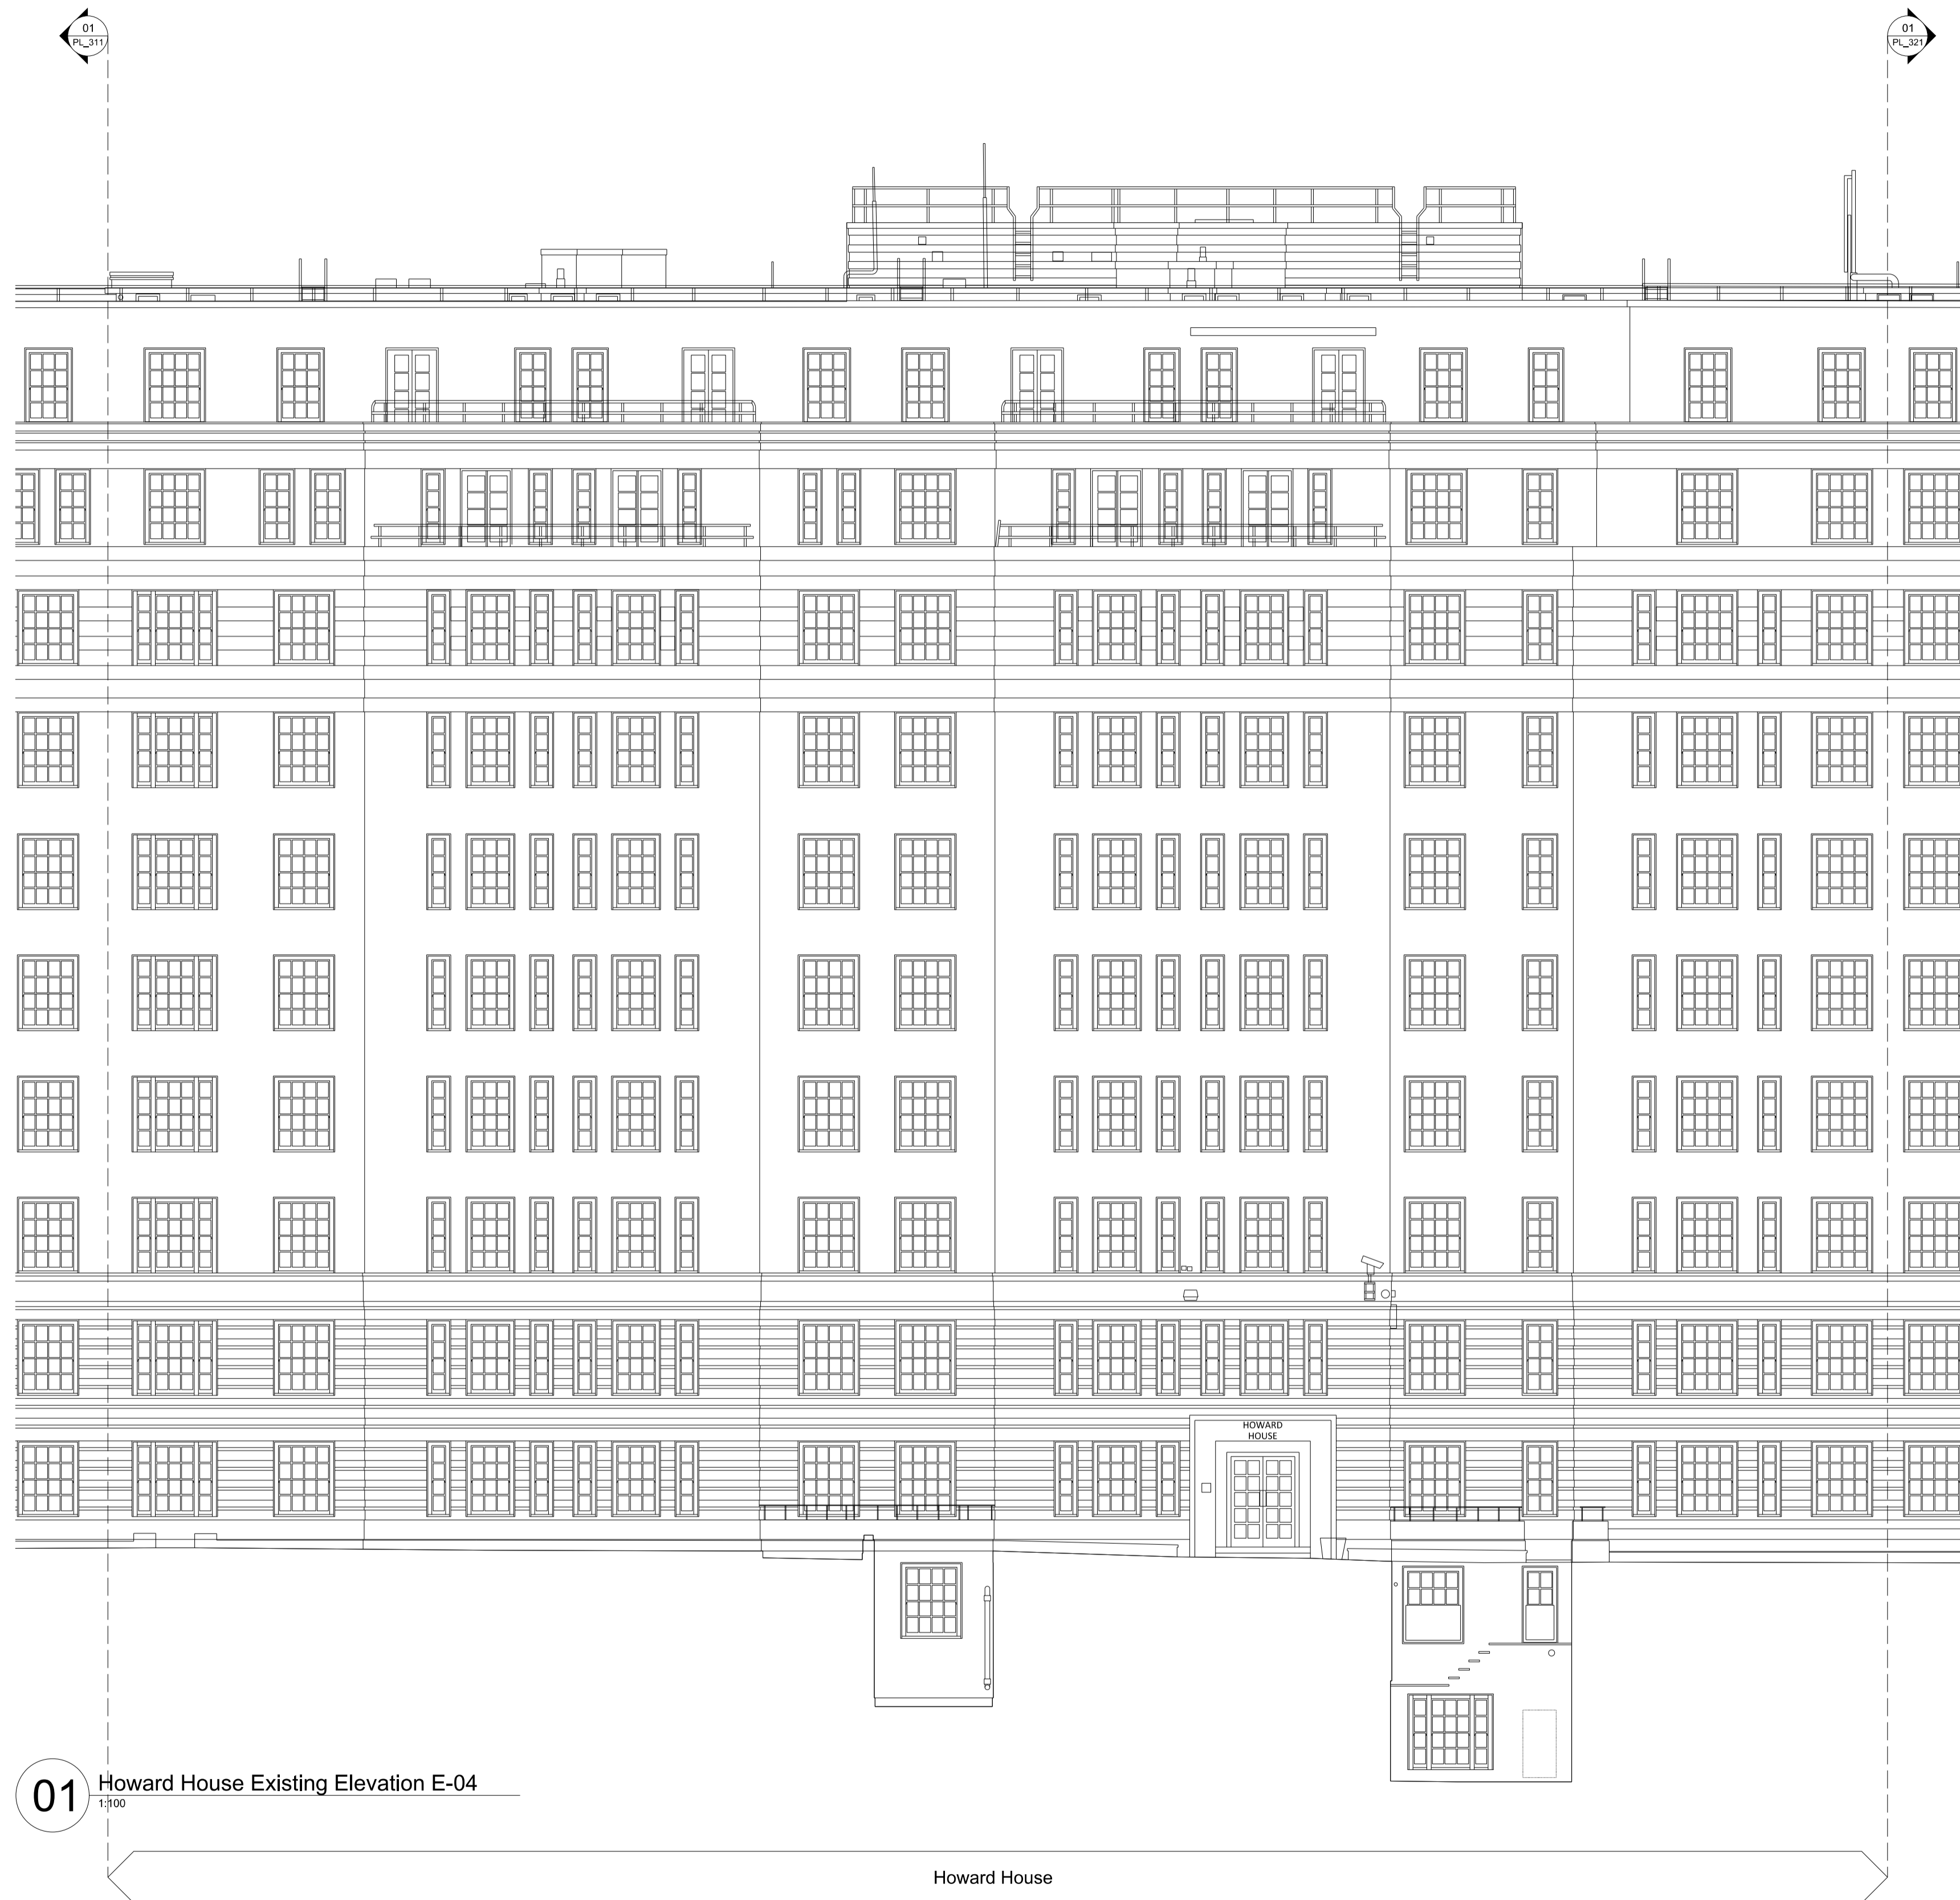 01
PL_311
01
PL_321
HOWARD
HOUSE
01
Howard House Existing Elevation E-04
1:100
Howard House